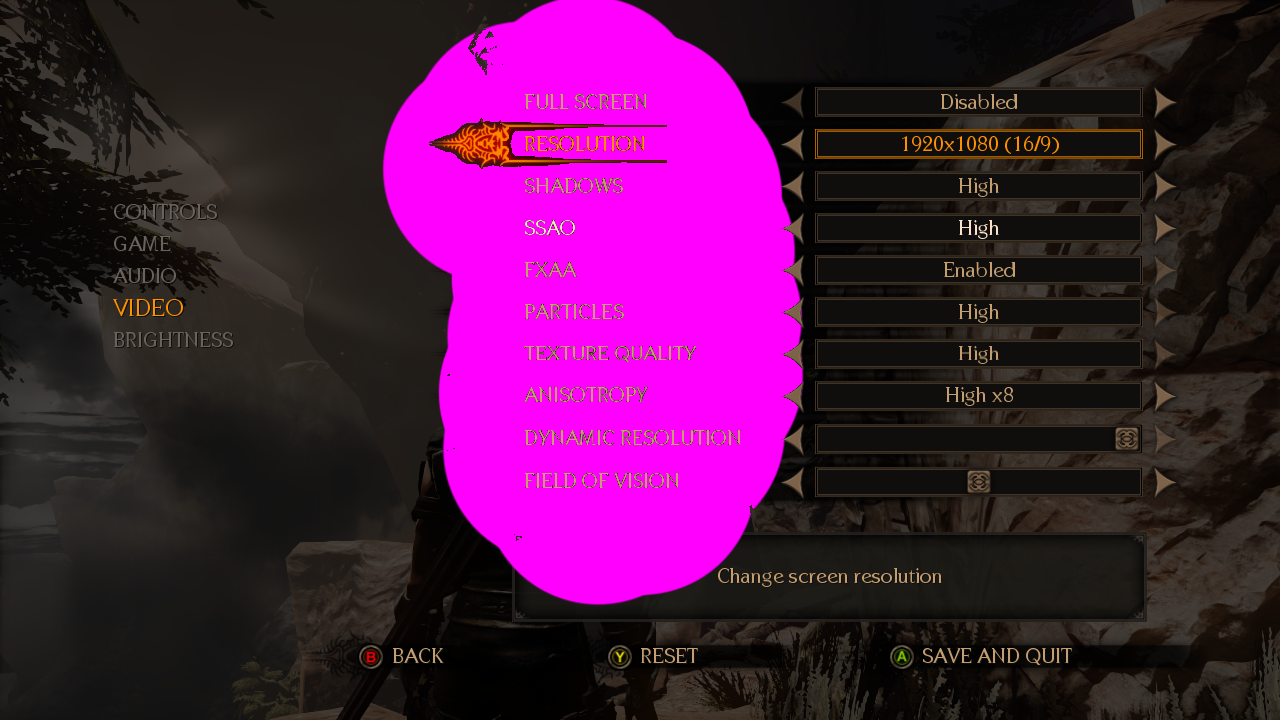 FULL SCREEN Disabled
RESOLUTION 1920x1080 (16/9)
SHADOWS High
SSAO High
FXAA Enabled
PARTICLES High
TEXTURE QUALITY High
ANISOTROPY High x8
DYNAMIC RESOLUTION
FIELD OF VISION
CONTROLS
GAME
AUDIO
VIDEO
BRIGHTNESS
Change screen resolution
B BACK Y RESET A SAVE AND QUIT